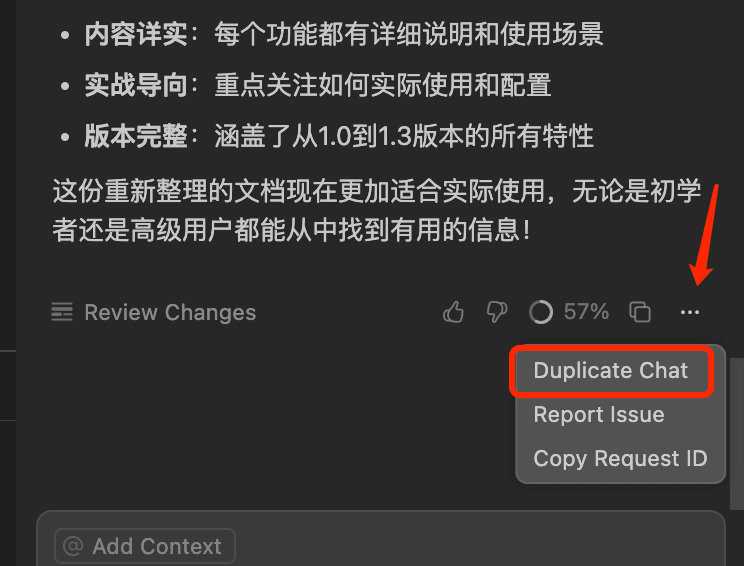 • 内容详实：每个功能都有详细说明和使用场景
• 实战导向：重点关注如何实际使用和配置
• 版本完整：涵盖了从1.0到1.3版本的所有特性
这份重新整理的文档现在更加适合实际使用，无论是初学
者还是高级用户都能从中找到有用的信息！
Review Changes 57% ...
Duplicate Chat
Report Issue
Copy Request ID
@ Add Context